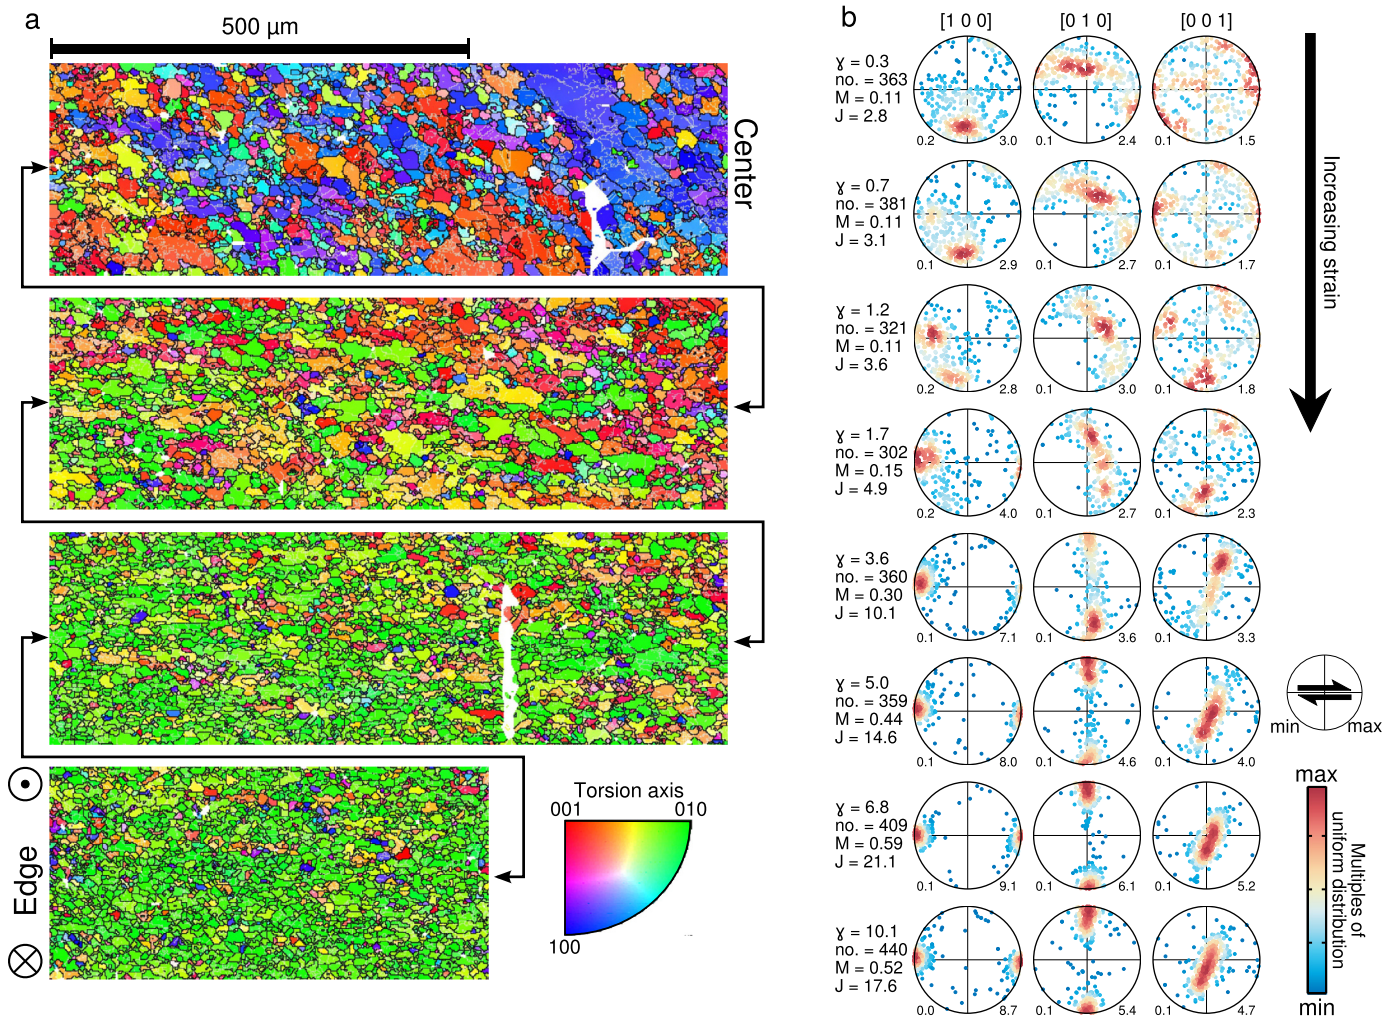 a
500 µm
Center
Edge
Torsion axis
001
010
100
b
[1 0 0]
[0 1 0]
[0 0 1]
ɣ = 0.3
no. = 363
M = 0.11
J = 2.8
0.2
3.0
0.1
2.4
0.1
1.5
ɣ = 0.7
no. = 381
M = 0.11
J = 3.1
0.1
2.9
0.1
2.7
0.1
1.7
ɣ = 1.2
no. = 321
M = 0.11
J = 3.6
0.2
2.8
0.1
3.0
0.1
1.8
ɣ = 1.7
no. = 302
M = 0.15
J = 4.9
0.2
4.0
0.1
2.7
0.1
2.3
ɣ = 3.6
no. = 360
M = 0.30
J = 10.1
0.1
7.1
0.1
3.6
0.1
3.3
ɣ = 5.0
no. = 359
M = 0.44
J = 14.6
0.1
8.0
0.1
4.6
0.1
4.0
ɣ = 6.8
no. = 409
M = 0.59
J = 21.1
0.1
9.1
0.1
6.1
0.1
5.2
ɣ = 10.1
no. = 440
M = 0.52
J = 17.6
0.0
8.7
0.1
5.4
0.1
4.7
Increasing strain
min
max
max
Multiples of
uniform distribution
min